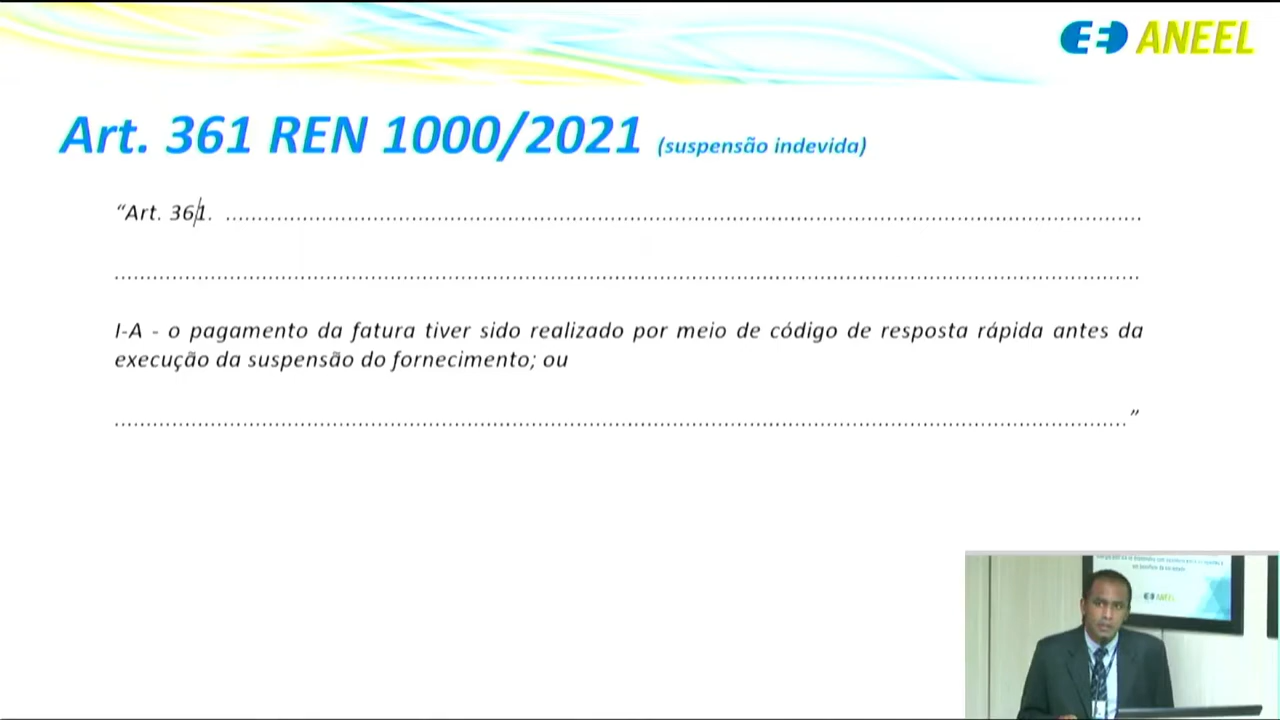 ANEEL
Art. 361 REN 1000/2021 (suspensão indevida)
“Art. 361. ................................................................................
................................................................................
I-A - o pagamento da fatura tiver sido realizado por meio de código de resposta rápida antes da
execução da suspensão do fornecimento; ou
................................................................................”
ANEEL